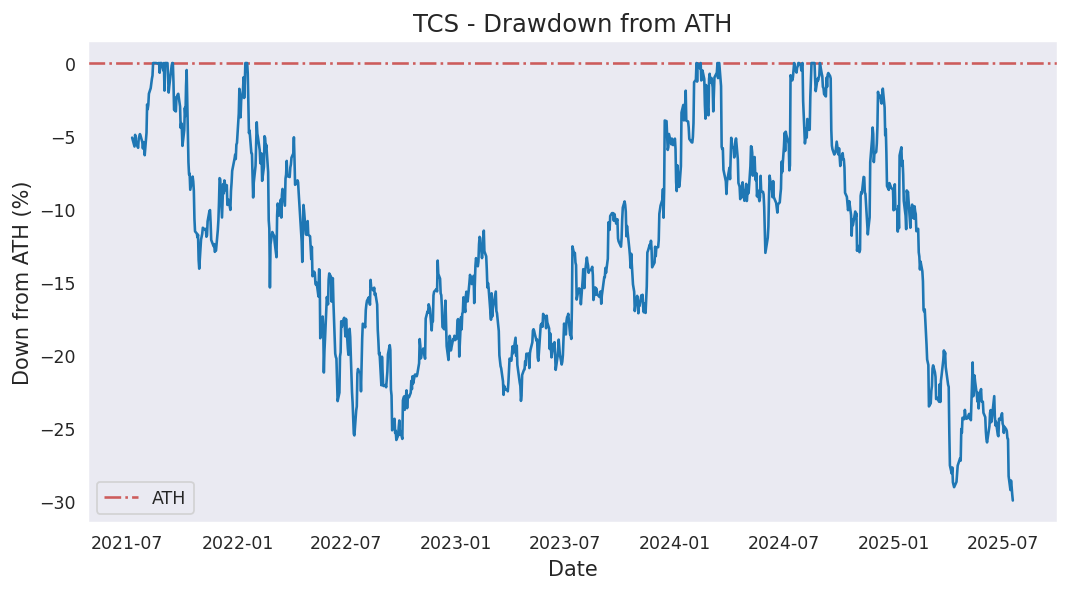 TCS - Drawdown from ATH
Down from ATH (%)
0
−5
−10
−15
−20
−25
−30
ATH
2021-07 2022-01 2022-07 2023-01 2023-07 2024-01 2024-07 2025-01 2025-07
Date